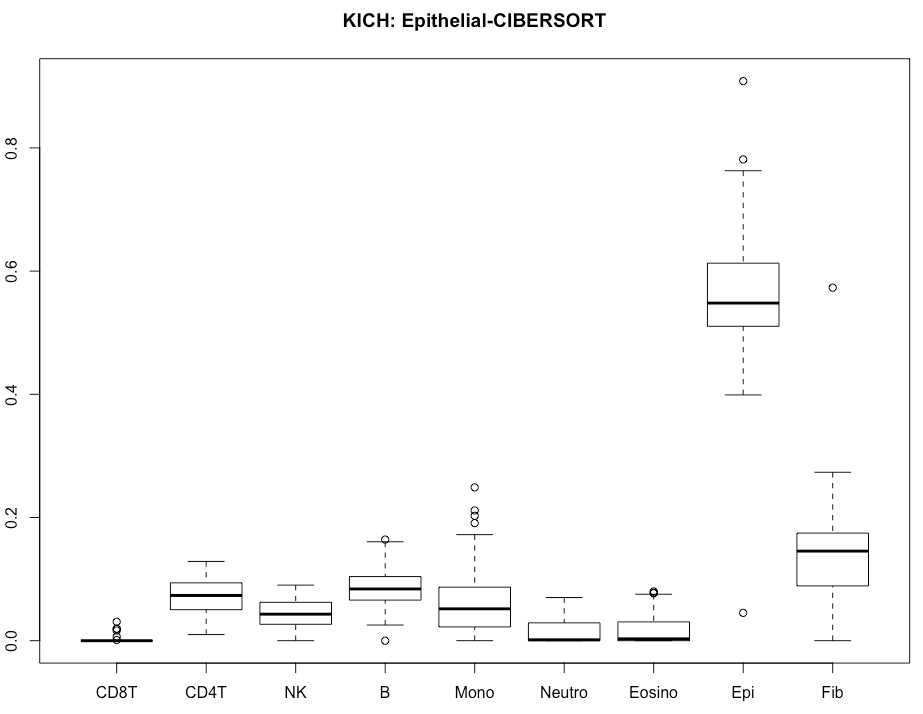 KICH: Epithelial-CIBERSORT
0.8
0.6
0.4
0.2
0.0
CD8T CD4T NK B Mono Neutro Eosino Epi Fib